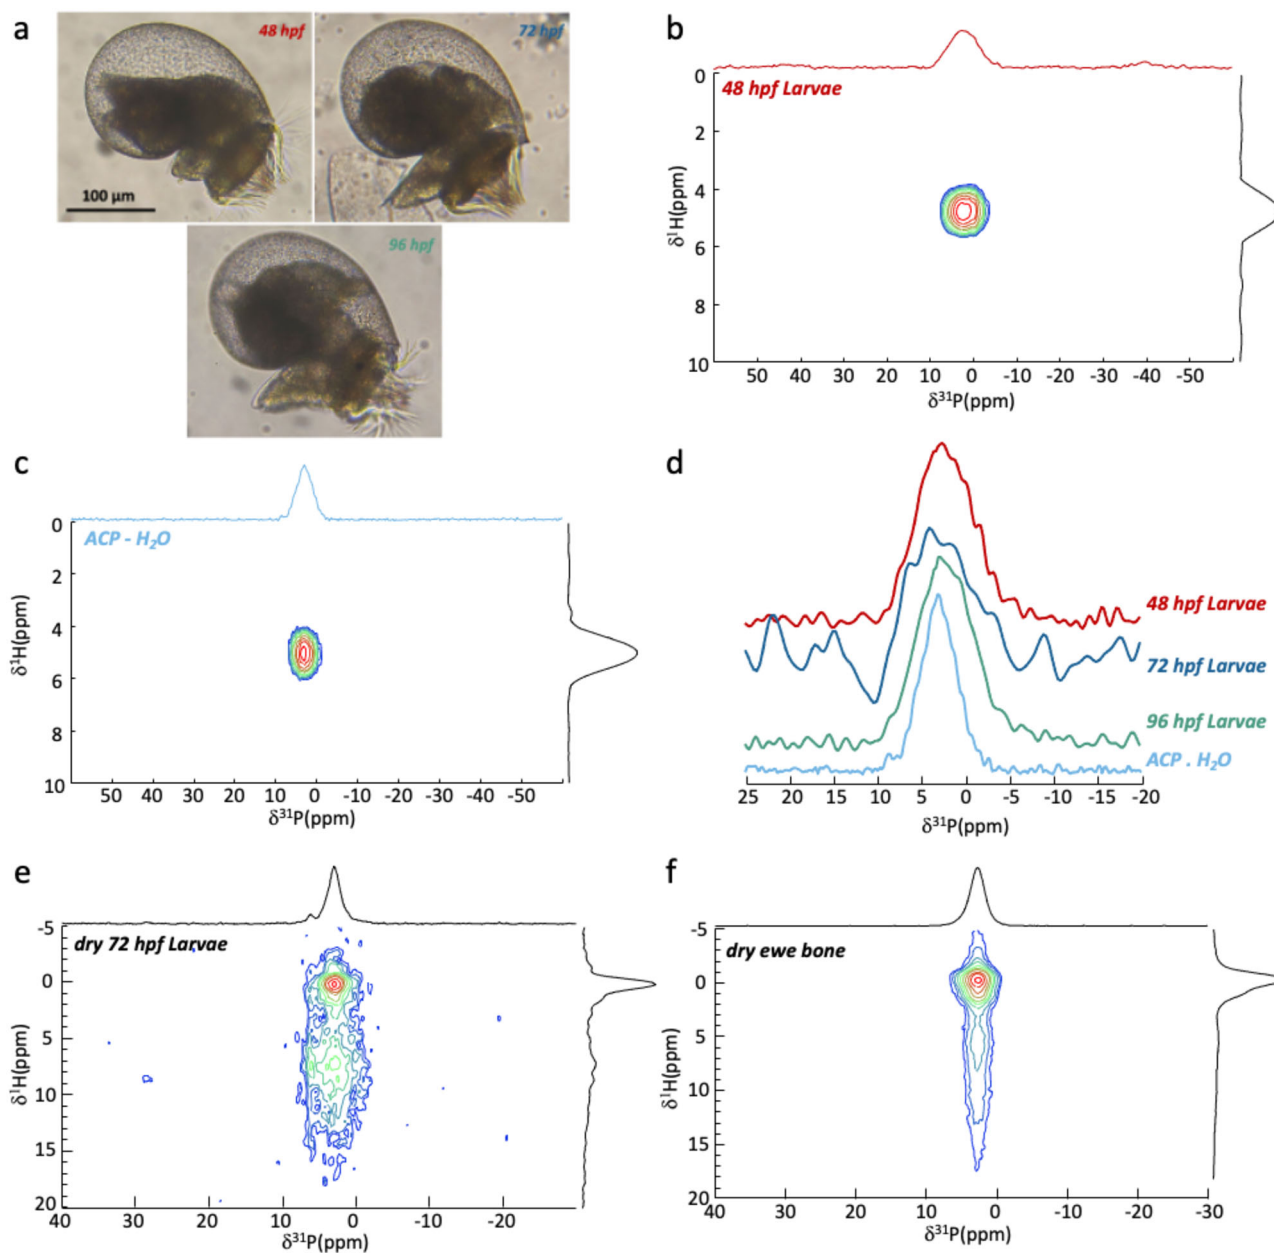 a
48 hpf
72 hpf
100 µm
96 hpf
b
48 hpf Larvae
0
2
4
6
8
10
δ¹H(ppm)
50 40 30 20 10 0 -10 -20 -30 -40 -50
δ³¹P(ppm)
c
ACP - H₂O
0
2
4
6
8
10
δ¹H(ppm)
50 40 30 20 10 0 -10 -20 -30 -40 -50
δ³¹P(ppm)
d
48 hpf Larvae
72 hpf Larvae
96 hpf Larvae
ACP . H₂O
25 20 15 10 5 0 -5 -10 -15 -20
δ³¹P(ppm)
e
dry 72 hpf Larvae
-5
0
5
10
15
20
δ¹H(ppm)
40 30 20 10 0 -10 -20
δ³¹P(ppm)
f
dry ewe bone
-5
0
5
10
15
20
δ¹H(ppm)
40 30 20 10 0 -10 -20 -30
δ³¹P(ppm)